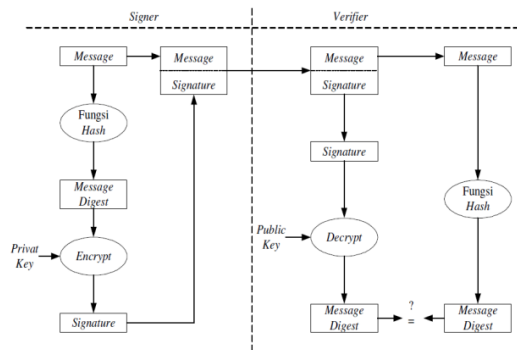 Signer
Verifier
Message
Message
Signature
Fungsi
Hash
Message
Digest
Privat
Key
Encrypt
Signature
Message
Signature
Message
Signature
Public
Key
Decrypt
Fungsi
Hash
Message
Digest
?
=
Message
Digest